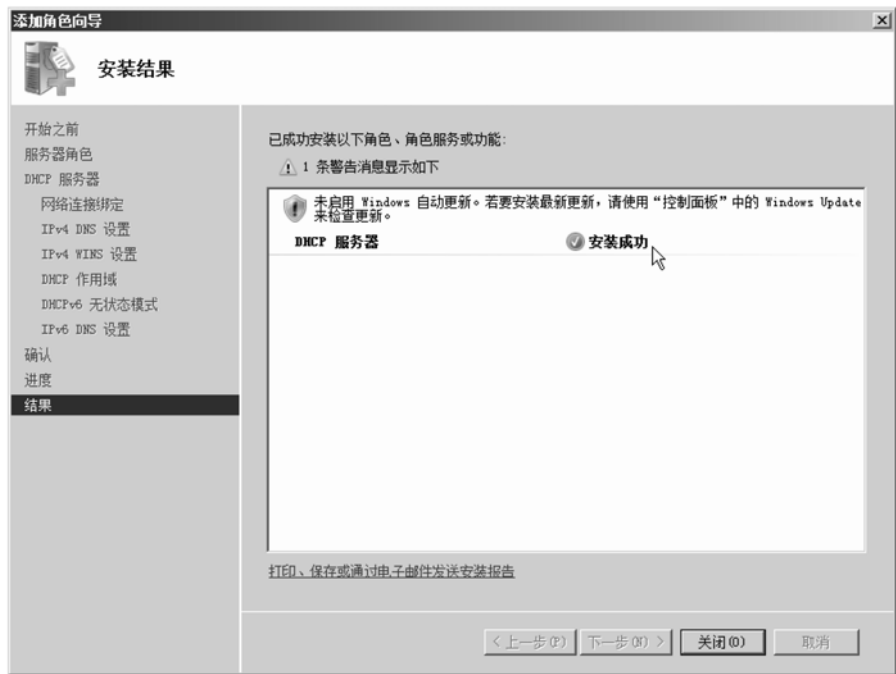 添加角色向导
安装结果
开始之前
服务器角色
DHCP 服务器
网络连接绑定
IPv4 DNS 设置
IPv4 WINS 设置
DHCP 作用域
DHCPv6 无状态模式
IPv6 DNS 设置
确认
进度
结果
已成功安装以下角色、角色服务或功能:
1 条警告消息显示如下
未启用 Windows 自动更新。若要安装最新更新，请使用“控制面板”中的 Windows Update
来检查更新。
DHCP 服务器 安装成功
打印、保存或通过电子邮件发送安装报告
< 上一步(P) 下一步(N) > 关闭(O) 取消